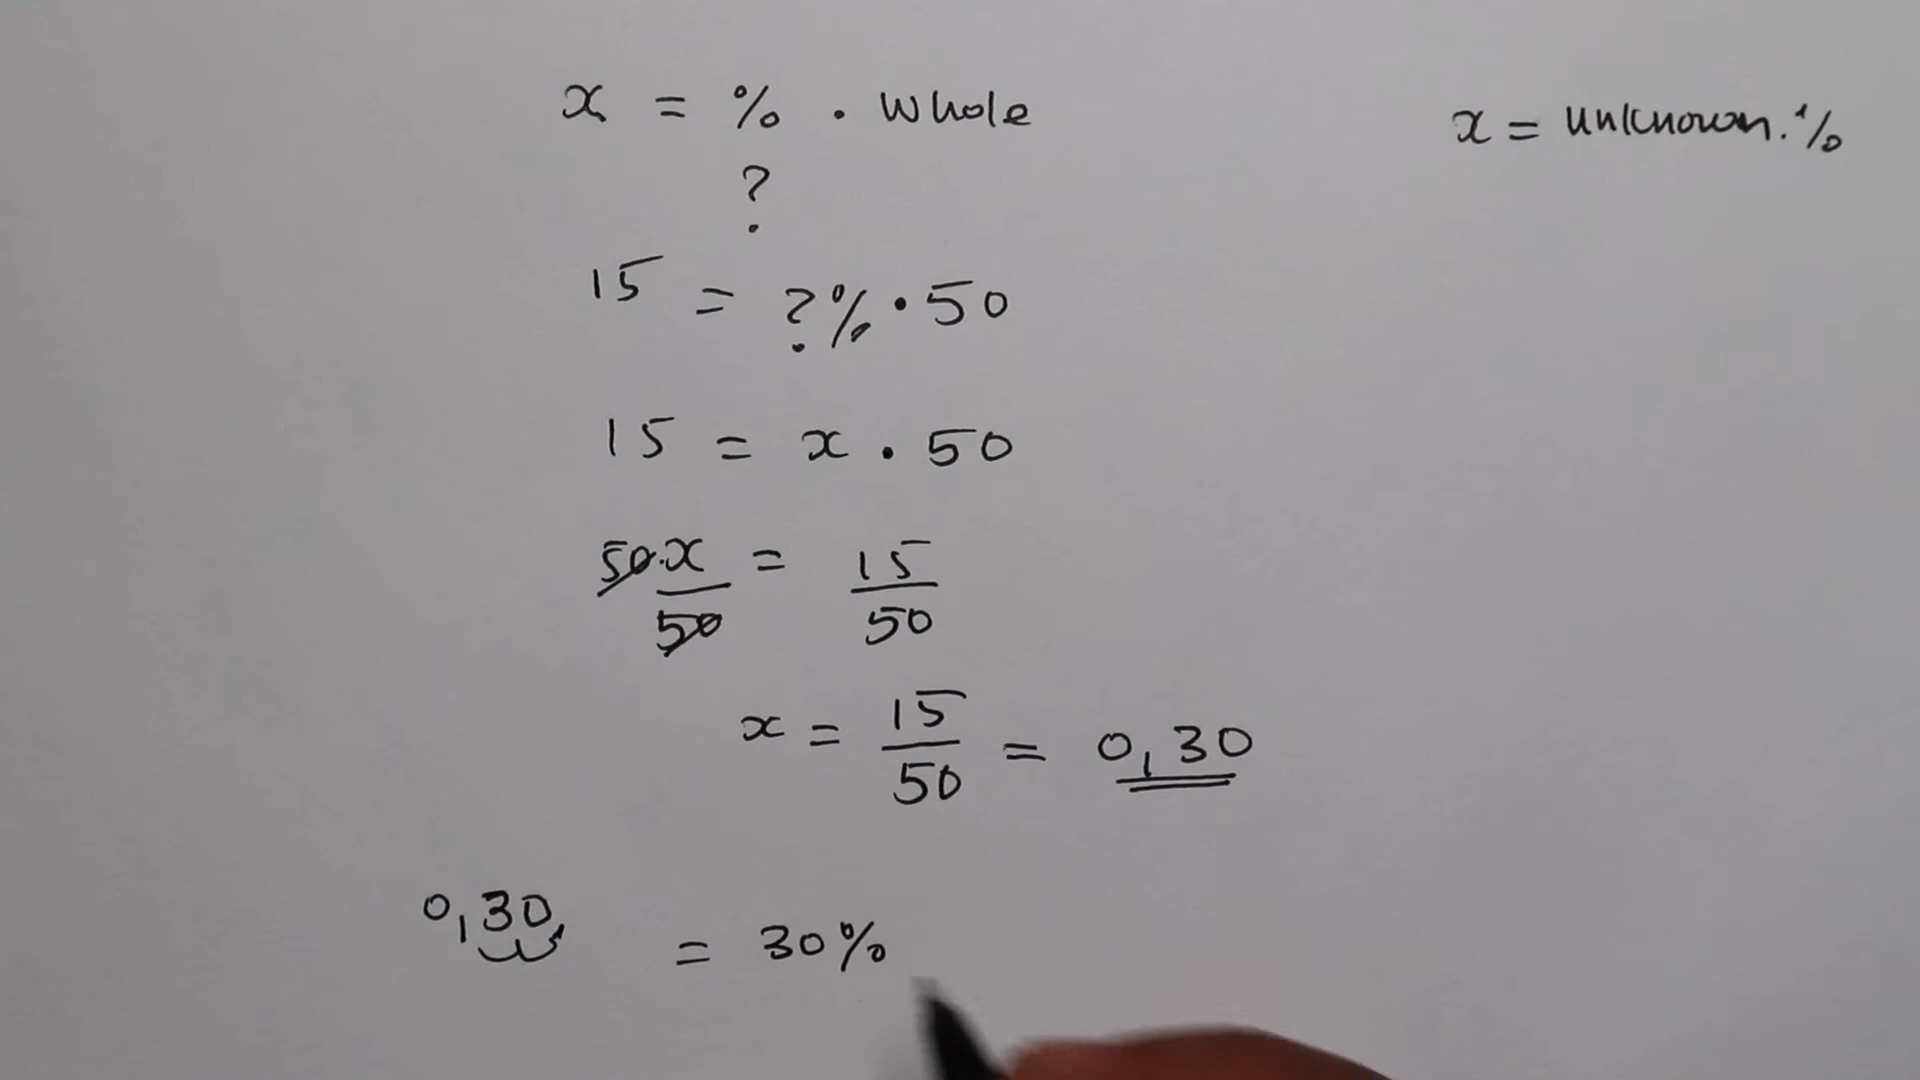 x = % . whole
x = unknown.%
?
15 = ?% . 50
15 = x . 50
50.x/50 = 15/50
x = 15/50 = 0,30
0,30 = 30%